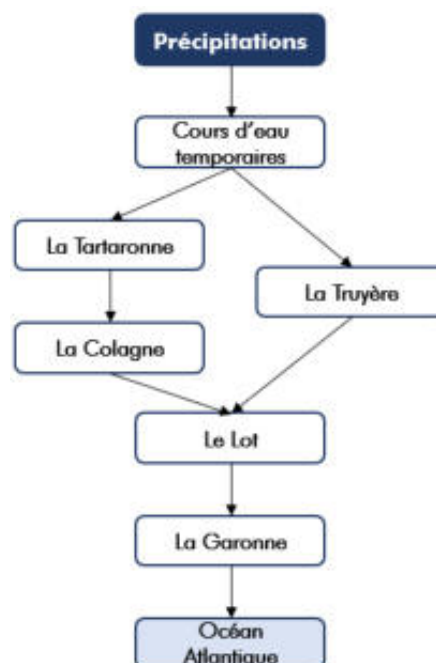 Précipitations
Cours d'eau
temporaires
La Tartaronne
La Truyère
La Colagne
Le Lot
La Garonne
Océan
Atlantique